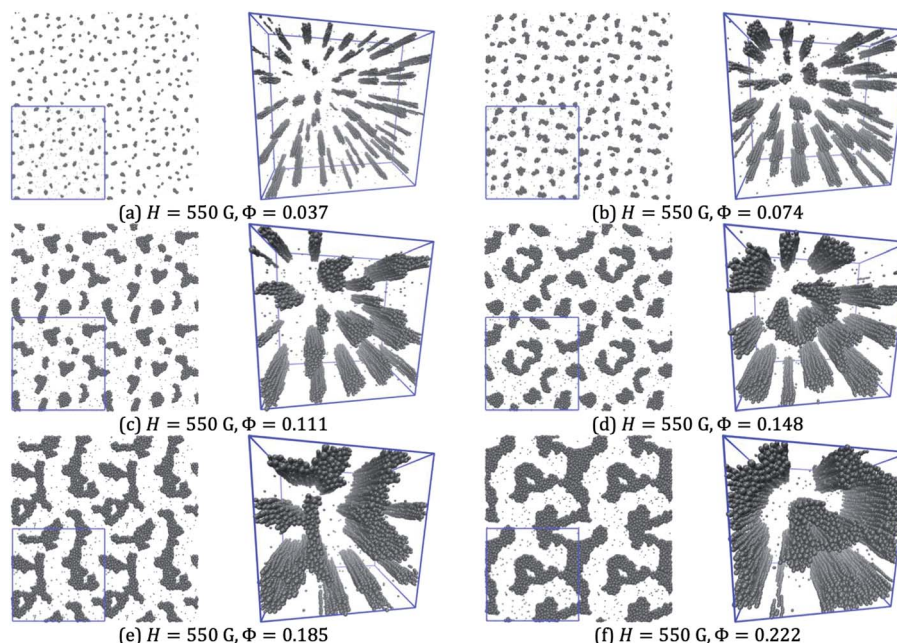 (a) 𝐻 = 550 G, Φ = 0.037
(b) 𝐻 = 550 G, Φ = 0.074
(c) 𝐻 = 550 G, Φ = 0.111
(d) 𝐻 = 550 G, Φ = 0.148
(e) 𝐻 = 550 G, Φ = 0.185
(f) 𝐻 = 550 G, Φ = 0.222